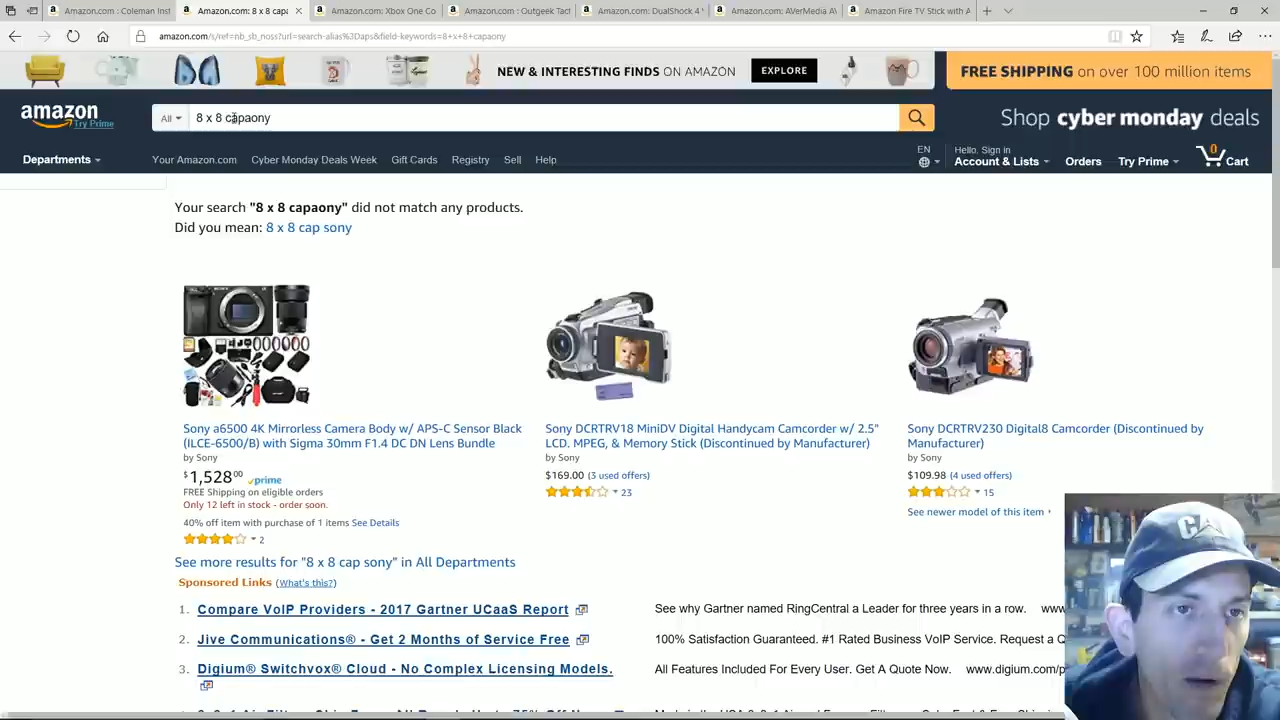 Amazon.com : Coleman Inst
Amazon.com: 8 x 8 capa
Amazon.com: Xbox One Co
Amazon.com : Outgeek Tact
Amazon.com: DualShock 4
Amazon.com: AVerMedia AV
Amazon Fire TV Stick with A
amazon.com/s/ref=nb_sb_noss?url=search-alias%3Daps&field-keywords=8+x+8+capaony
NEW & INTERESTING FINDS ON AMAZON EXPLORE
FREE SHIPPING on over 100 million items
amazon
Try Prime
All
8 x 8 capaony
Shop cyber monday deals
Departments
Your Amazon.com Cyber Monday Deals Week Gift Cards Registry Sell Help
EN
Hello. Sign in
Account & Lists
Orders
Try Prime
0
Cart
Your search "8 x 8 capaony" did not match any products.
Did you mean: 8 x 8 cap sony
Sony a6500 4K Mirrorless Camera Body w/ APS-C Sensor Black
(ILCE-6500/B) with Sigma 30mm F1.4 DC DN Lens Bundle
by Sony
$1,528.00 prime
FREE Shipping on eligible orders
Only 12 left in stock - order soon.
40% off item with purchase of 1 items See Details
2
Sony DCRTRV18 MiniDV Digital Handycam Camcorder w/ 2.5"
LCD. MPEG, & Memory Stick (Discontinued by Manufacturer)
by Sony
$169.00 (3 used offers)
23
Sony DCRTRV230 Digital8 Camcorder (Discontinued by
Manufacturer)
by Sony
$109.98 (4 used offers)
15
See newer model of this item
See more results for "8 x 8 cap sony" in All Departments
Sponsored Links (What's this?)
1. Compare VoIP Providers - 2017 Gartner UCaaS Report
See why Gartner named RingCentral a Leader for three years in a row. www
2. Jive Communications® - Get 2 Months of Service Free
100% Satisfaction Guaranteed. #1 Rated Business VoIP Service. Request a Q
3. Digium® Switchvox® Cloud - No Complex Licensing Models.
All Features Included For Every User. Get A Quote Now. www.digium.com/p
CAT